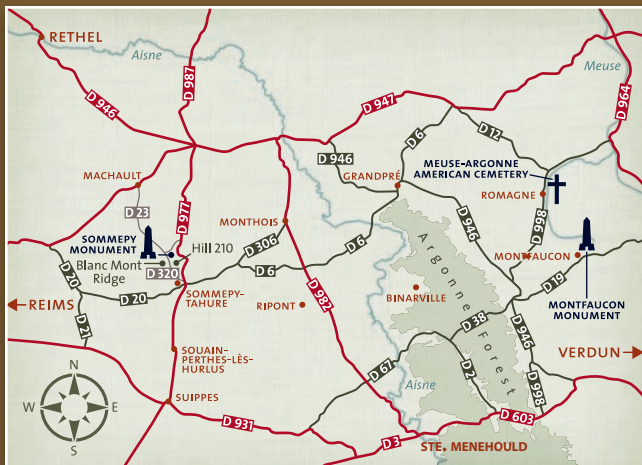 RETHEL
Aisne
D 987
D 946
D 947
Meuse
D 964
D 6
D 12
D 946
MEUSE-ARGONNE
AMERICAN CEMETERY
MACHAULT
GRANDPRÉ
ROMAGNE
D 23
D 977
MONTHOIS
D 946
D 998
SOMMEPY
MONUMENT
Hill 210
D 306
D 6
MONTFAUCON
Blanc Mont
Ridge
D 320
D 6
Argonne Forest
D 20
D 20
SOMMEPY-
TAHURE
D 982
BINARVILLE
D 19
MONTFAUCON
MONUMENT
REIMS
RIPONT
D 21
D 38
D 946
VERDUN
SOUAIN-
PERTHES-LÈS-
HURLUS
D 67
D 2
D 998
Aisne
N
W E
S
SUIPPES
D 931
D 3
D 603
STE. MENEHOULD